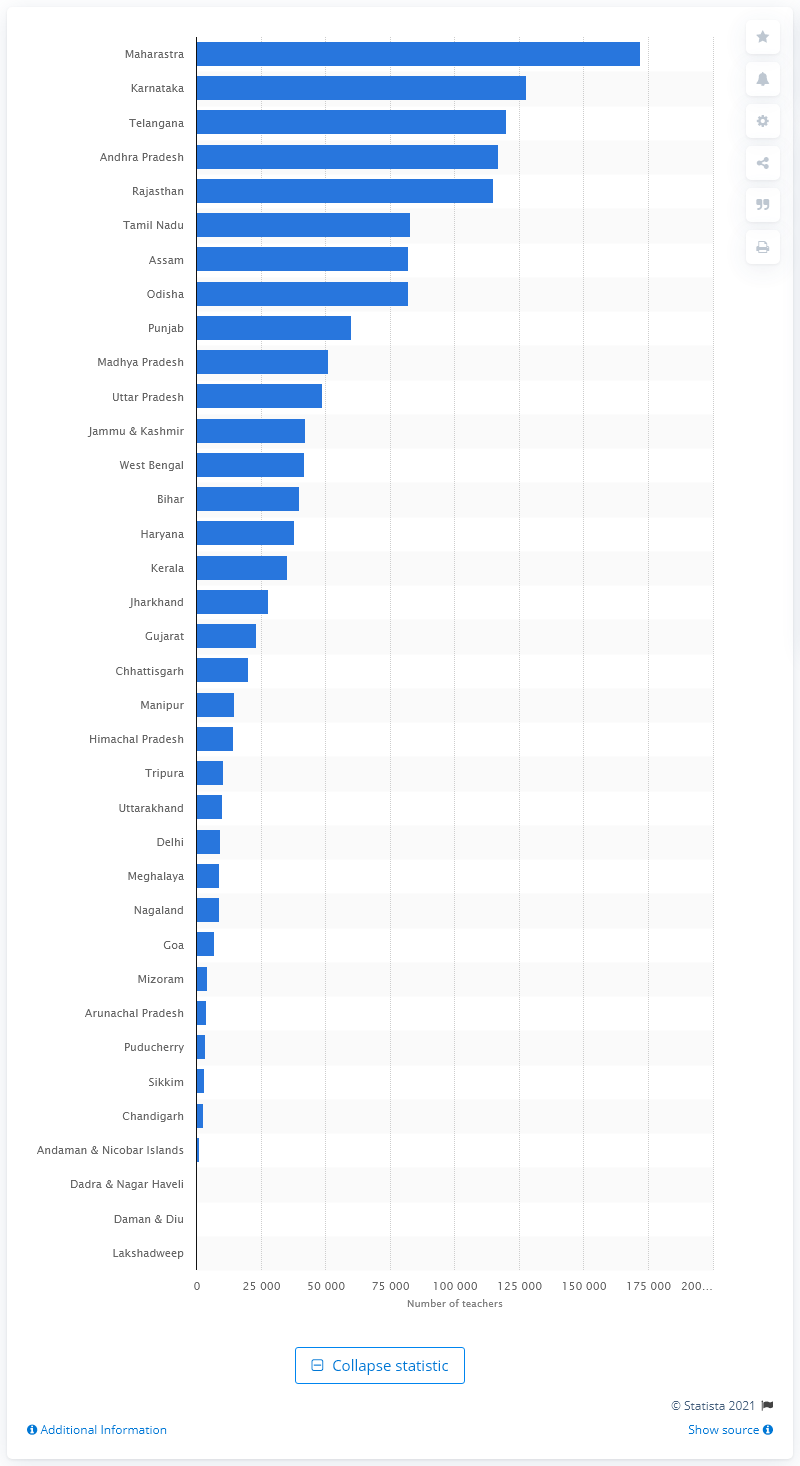 Maharastra
Karnataka
Telangana
Andhra Pradesh
Rajasthan
Tamil Nadu
Assam
Odisha
Punjab
Madhya Pradesh
Uttar Pradesh
Jammu & Kashmir
West Bengal
Bihar
Haryana
Kerala
Jharkhand
Gujarat
Chhattisgarh
Manipur
Himachal Pradesh
Tripura
Uttarakhand
Delhi
Meghalaya
Nagaland
Goa
Mizoram
Arunachal Pradesh
Puducherry
Sikkim
Chandigarh
Andaman & Nicobar Islands
Dadra & Nagar Haveli
Daman & Diu
Lakshadweep
0 25 000 50 000 75 000 100 000 125 000 150 000 175 000 200...
Number of teachers
Collapse statistic
© Statista 2021
Additional Information Show source